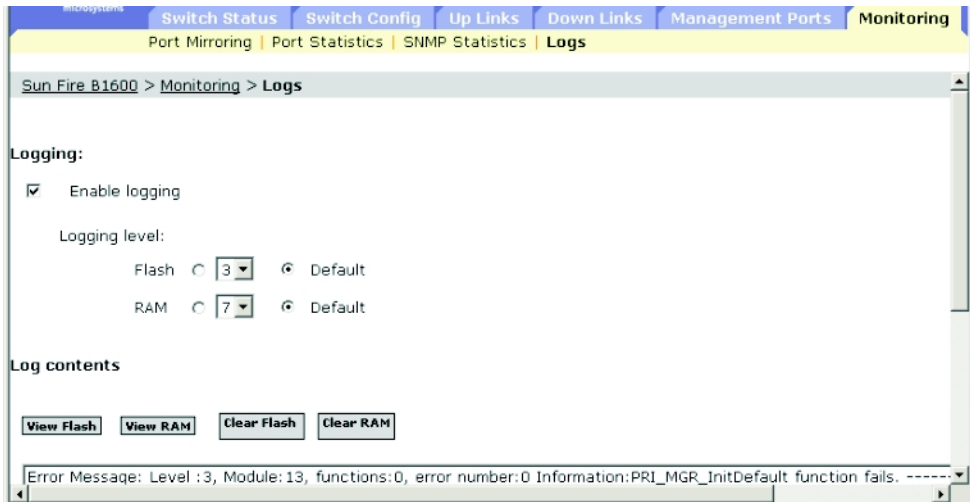 microsystems
Switch Status Switch Config Up Links Down Links Management Ports Monitoring
Port Mirroring | Port Statistics | SNMP Statistics | Logs
Sun Fire B1600 > Monitoring > Logs
Logging:
Enable logging
Logging level:
Flash 3 Default
RAM 7 Default
Log contents
View Flash View RAM Clear Flash Clear RAM
Error Message: Level :3, Module:13, functions:0, error number:0 Information:PRI_MGR_InitDefault function fails. ------